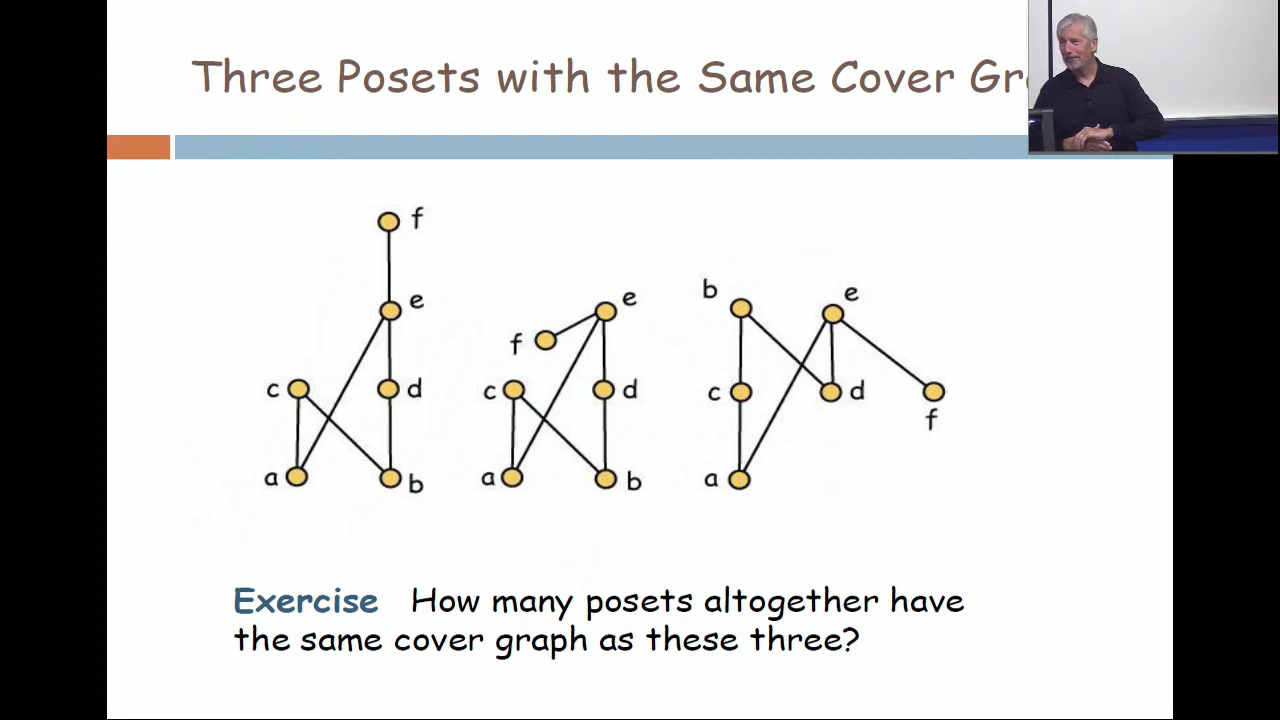 Three Posets with the Same Cover Gr
f
e
c
d
a
b
e
f
c
d
a
b
b
e
c
d
f
a
Exercise How many posets altogether have
the same cover graph as these three?